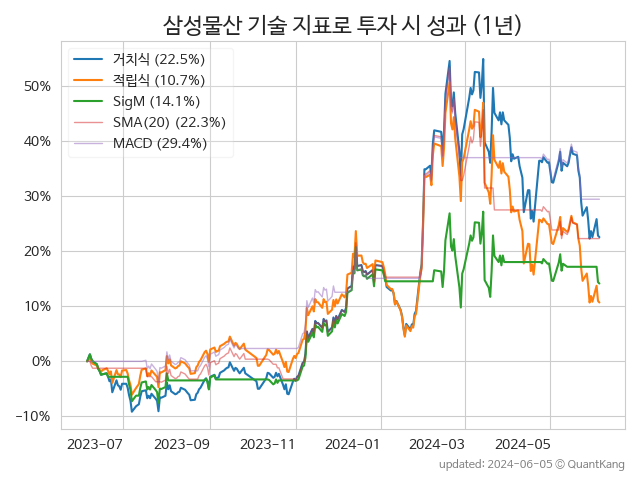 삼성물산 기술 지표로 투자 시 성과 (1년)
거치식 (22.5%)
적립식 (10.7%)
SigM (14.1%)
SMA(20) (22.3%)
MACD (29.4%)
50%
40%
30%
20%
10%
0%
−10%
2023−07
2023−09
2023−11
2024−01
2024−03
2024−05
updated: 2024-06-05 ⓒ QuantKang